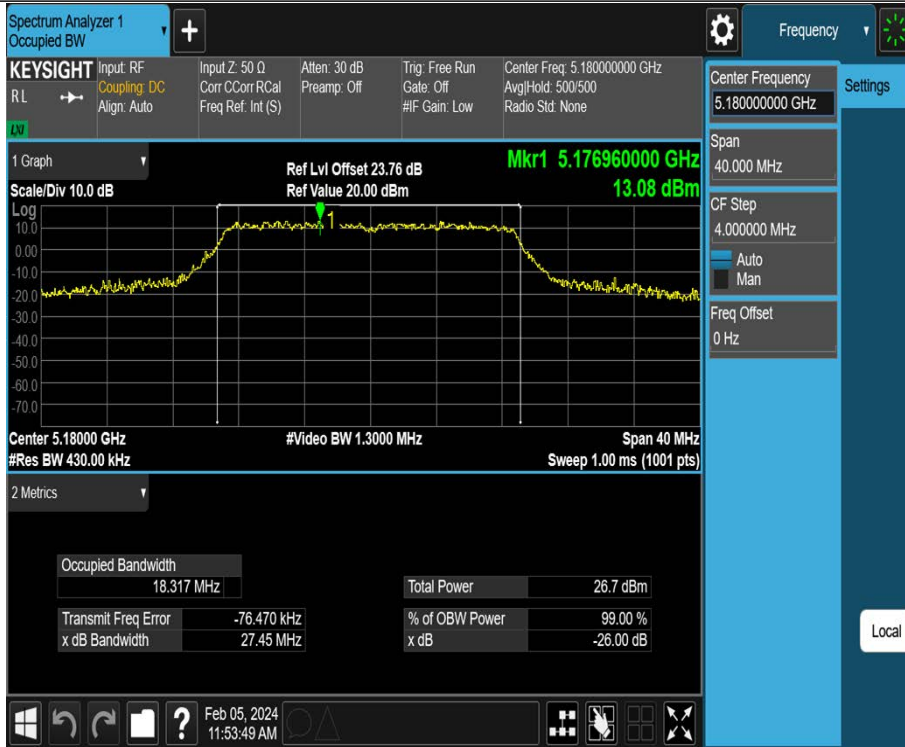 Spectrum Analyzer 1
Occupied BW
+
Frequency
KEYSIGHT
R L
LXI
Input: RF
Coupling: DC
Align: Auto
Input Z: 50 Ω
Corr CCorr RCal
Freq Ref: Int (S)
Atten: 30 dB
Preamp: Off
Trig: Free Run
Gate: Off
#IF Gain: Low
Center Freq: 5.180000000 GHz
Avg|Hold: 500/500
Radio Std: None
Center Frequency
5.180000000 GHz
Settings
Span
40.000 MHz
CF Step
4.000000 MHz
Auto
Man
Freq Offset
0 Hz
Local
1 Graph
Scale/Div 10.0 dB
Ref Lvl Offset 23.76 dB
Ref Value 20.00 dBm
Mkr1 5.176960000 GHz
13.08 dBm
Log
10.0
0.00
-10.0
-20.0
-30.0
-40.0
-50.0
-60.0
-70.0
1
Center 5.18000 GHz
#Video BW 1.3000 MHz
Span 40 MHz
#Res BW 430.00 kHz
Sweep 1.00 ms (1001 pts)
2 Metrics
Occupied Bandwidth
18.317 MHz
Total Power 26.7 dBm
Transmit Freq Error -76.470 kHz
% of OBW Power 99.00 %
x dB Bandwidth 27.45 MHz
x dB -26.00 dB
?
Feb 05, 2024
11:53:49 AM